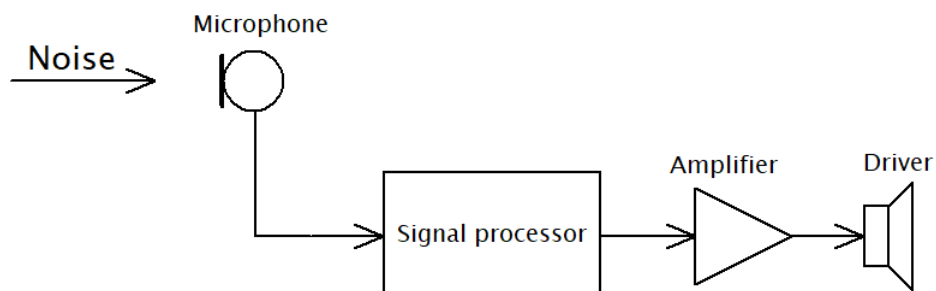 Microphone
Noise
Amplifier
Driver
Signal processor